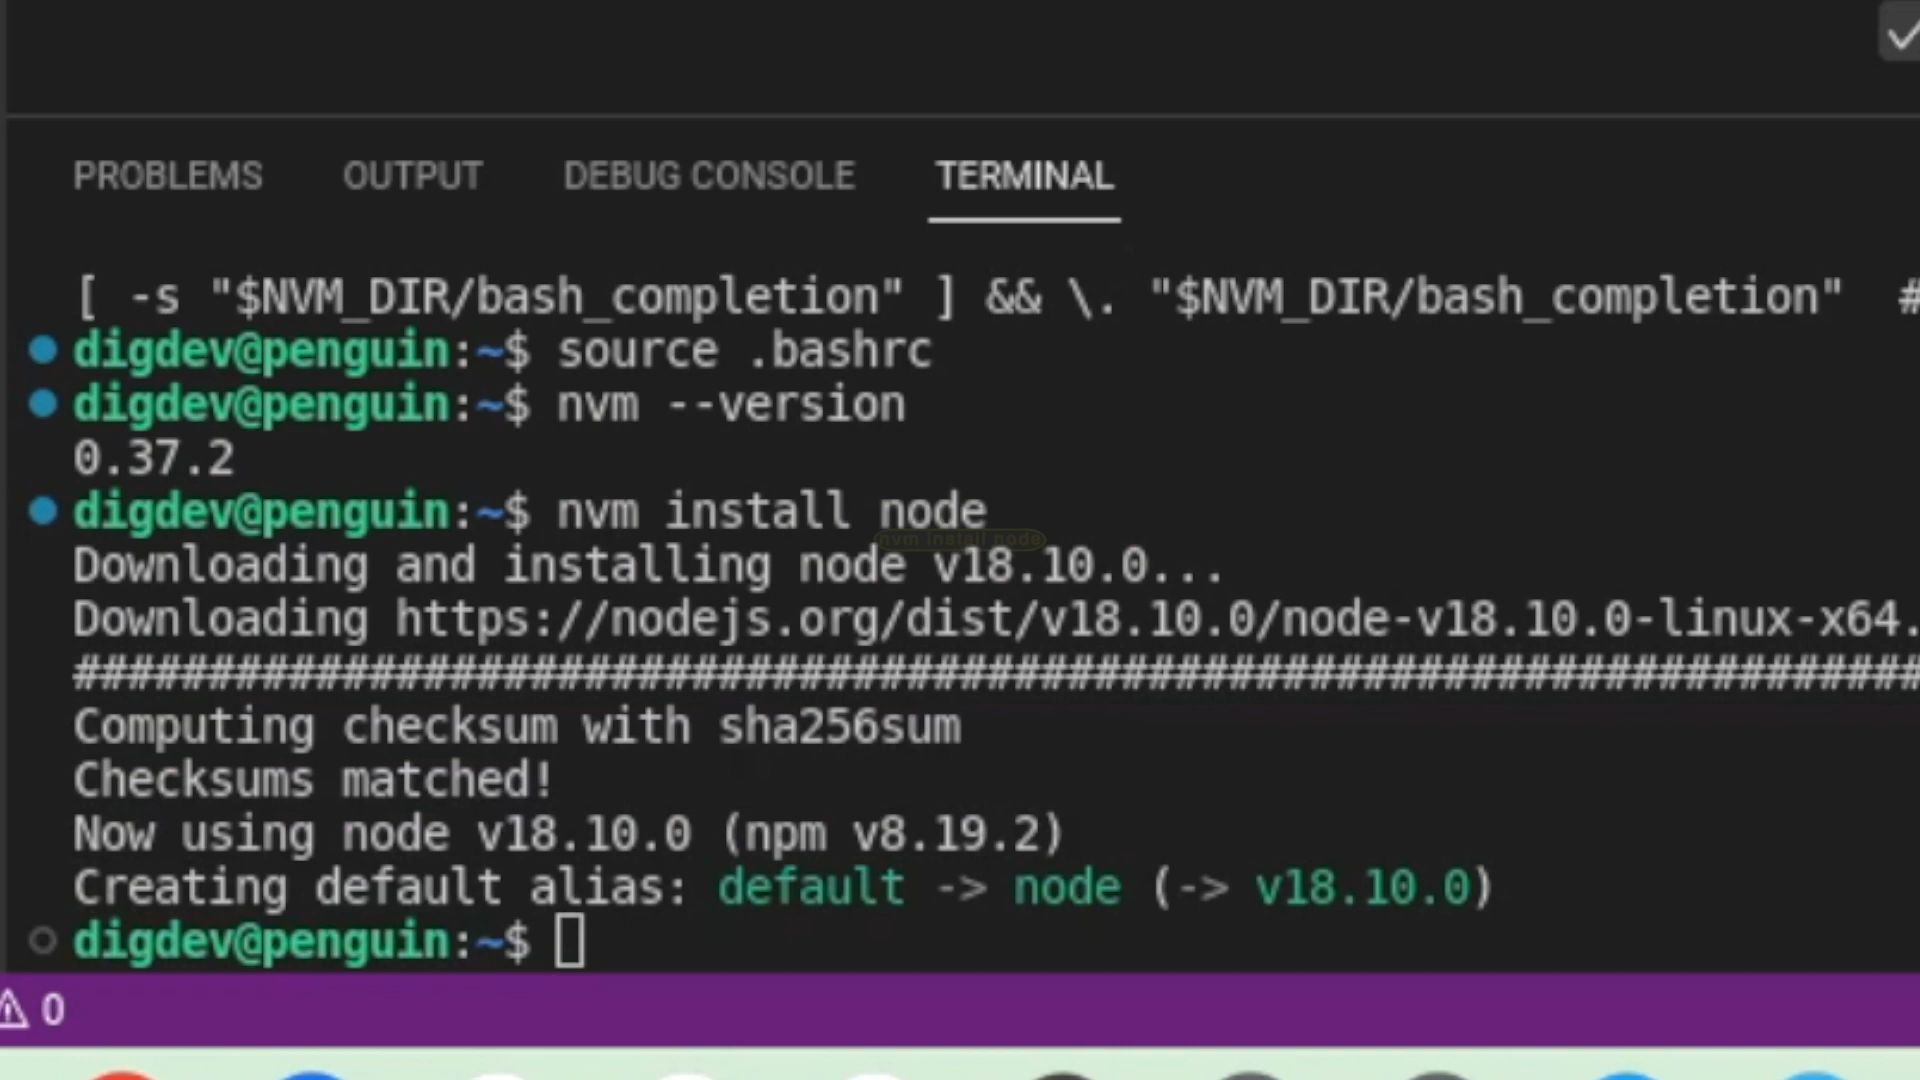 PROBLEMS OUTPUT DEBUG CONSOLE TERMINAL
[ -s "$NVM_DIR/bash_completion" ] && \. "$NVM_DIR/bash_completion" #
digdev@penguin:~$ source .bashrc
digdev@penguin:~$ nvm --version
0.37.2
digdev@penguin:~$ nvm install node
nvm install node
Downloading and installing node v18.10.0...
Downloading https://nodejs.org/dist/v18.10.0/node-v18.10.0-linux-x64.
#####################################################################
Computing checksum with sha256sum
Checksums matched!
Now using node v18.10.0 (npm v8.19.2)
Creating default alias: default -> node (-> v18.10.0)
digdev@penguin:~$
0